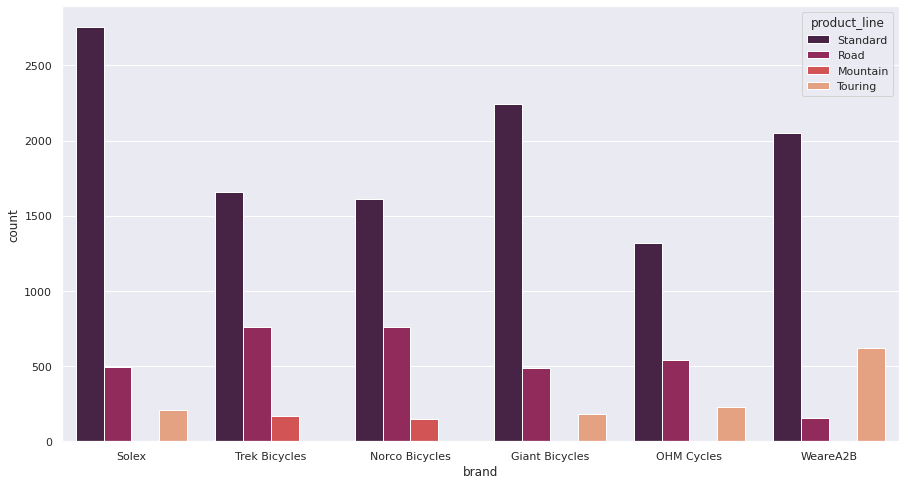 product_line
Standard
Road
Mountain
Touring
2500
2000
1500
1000
500
0
count
Solex Trek Bicycles Norco Bicycles Giant Bicycles OHM Cycles WeareA2B
brand